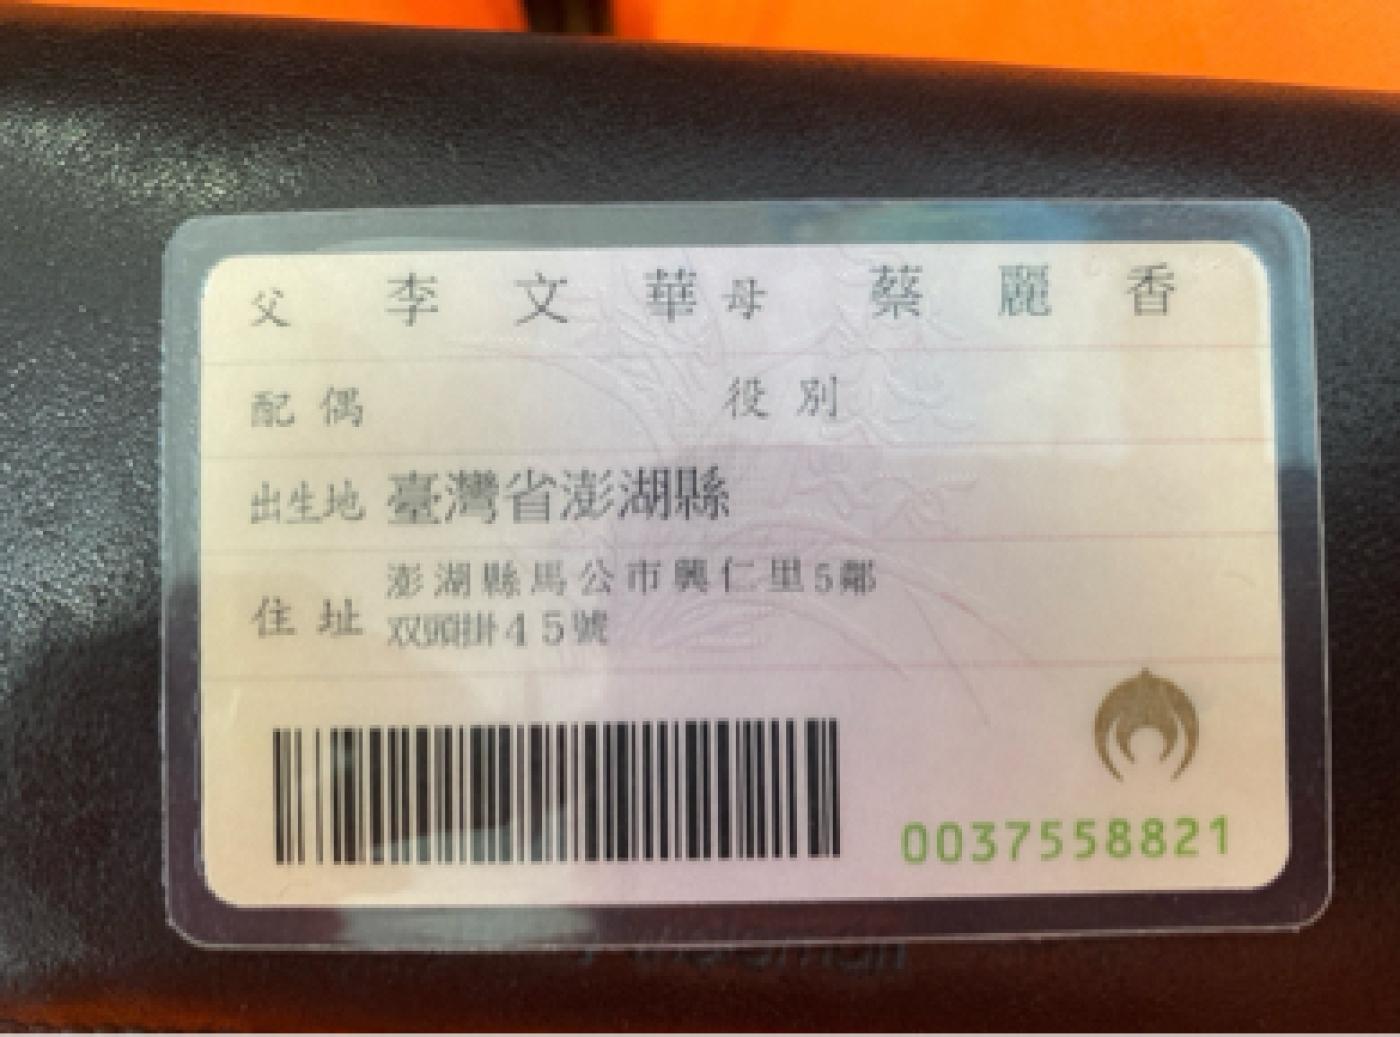 父 李文華 母 蔡麗香
配偶 役別
出生地 臺灣省澎湖縣
住址 澎湖縣馬公市興仁里5鄰
双頭掛45號
0037558821